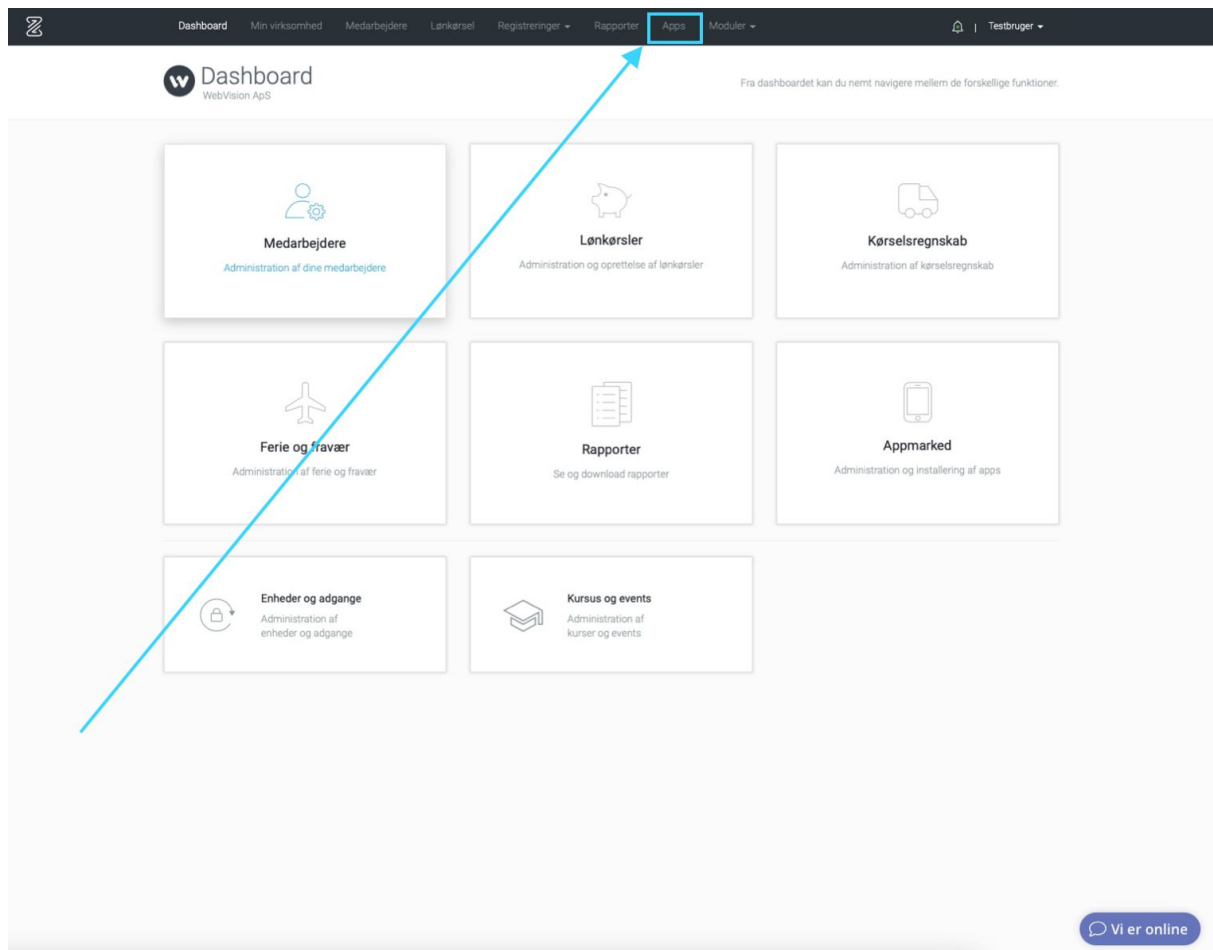 Dashboard Min virksomhed Medarbejdere Lønkørsel Registreringer Rapporter Apps Moduler | Testbruger
Dashboard
WebVision ApS
Fra dashboardet kan du nemt navigere mellem de forskellige funktioner.
Medarbejdere
Administration af dine medarbejdere
Lønkørsler
Administration og oprettelse af lønkørsler
Kørselsregnskab
Administration af kørselsregnskab
Ferie og fravær
Administration af ferie og fravær
Rapporter
Se og download rapporter
Appmarked
Administration og installering af apps
Enheder og adgange
Administration af
enheder og adgange
Kursus og events
Administration af
kurser og events
Vi er online